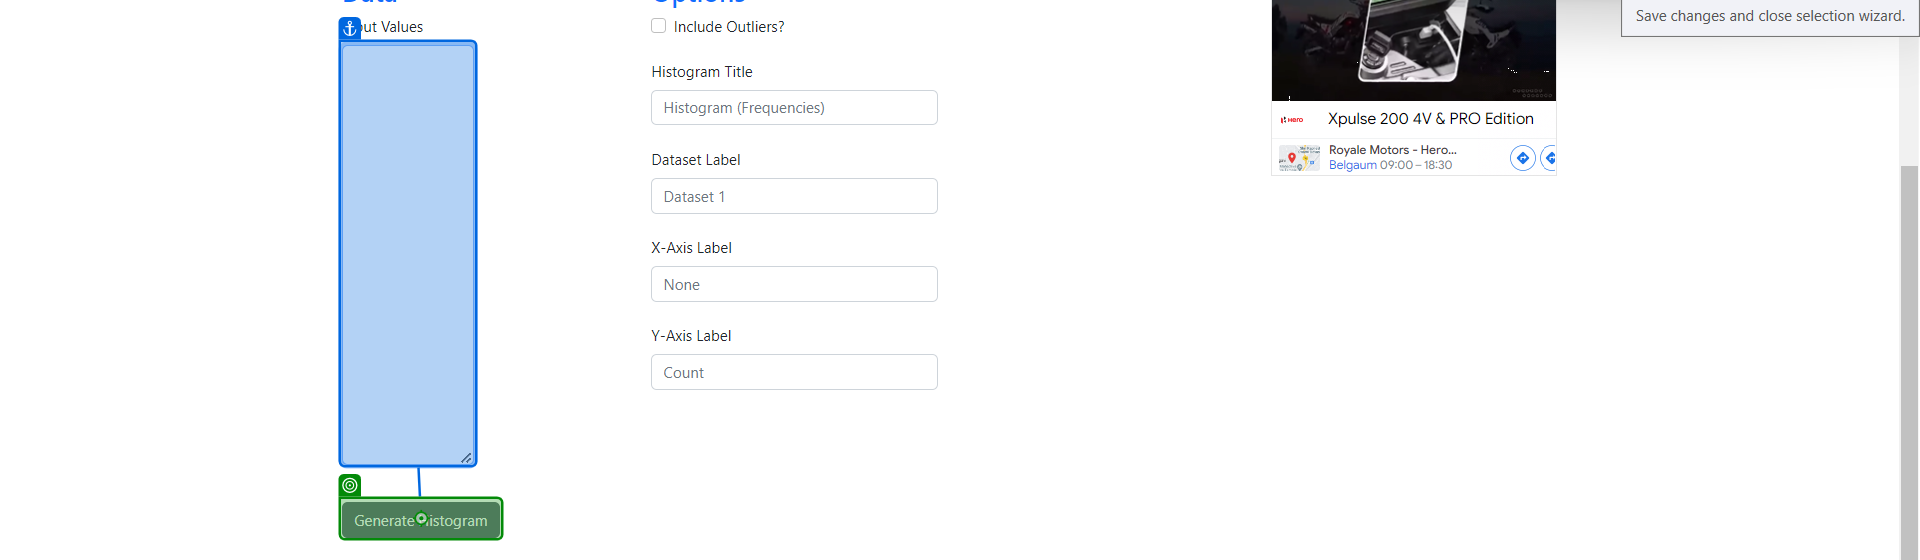 Data
ut Values
Generate istogram
Options
Include Outliers?
Histogram Title
Histogram (Frequencies)
Dataset Label
Dataset 1
X-Axis Label
None
Y-Axis Label
Count
Hero
Xpulse 200 4V & PRO Edition
Royale Motors - Hero...
Belgaum 09:00 – 18:30
Save changes and close selection wizard.